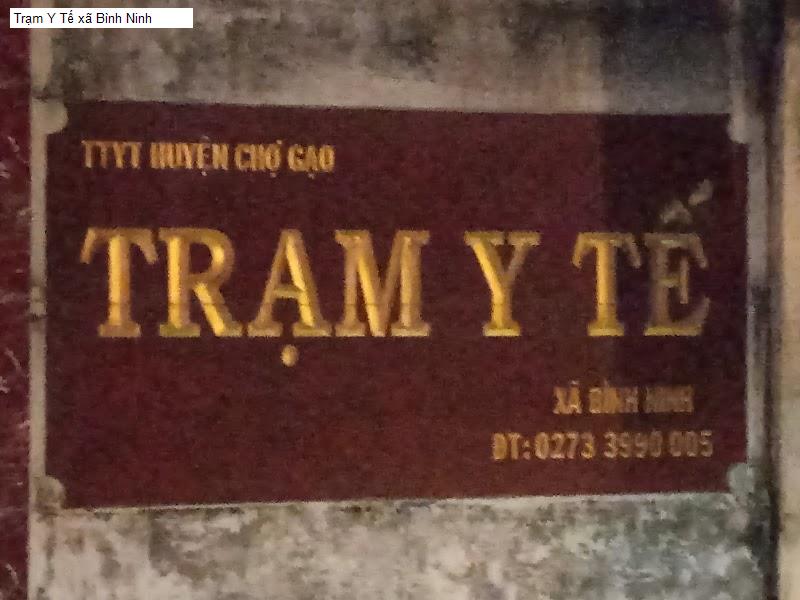 Trạm Y Tế xã Bình Ninh
TTYT HUYỆN CHỢ GẠO
TRẠM Y TẾ
XÃ BÌNH NINH
ĐT: 0273 3990 005